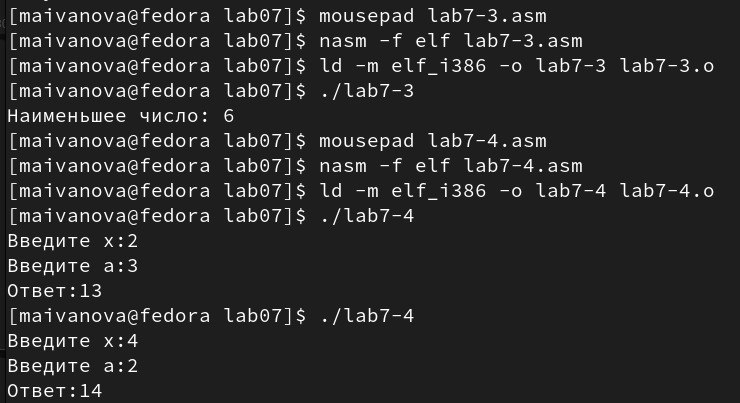 [maivanova@fedora lab07]$ mousepad lab7-3.asm
[maivanova@fedora lab07]$ nasm -f elf lab7-3.asm
[maivanova@fedora lab07]$ ld -m elf_i386 -o lab7-3 lab7-3.o
[maivanova@fedora lab07]$ ./lab7-3
Наименьшее число: 6
[maivanova@fedora lab07]$ mousepad lab7-4.asm
[maivanova@fedora lab07]$ nasm -f elf lab7-4.asm
[maivanova@fedora lab07]$ ld -m elf_i386 -o lab7-4 lab7-4.o
[maivanova@fedora lab07]$ ./lab7-4
Введите x:2
Введите a:3
Ответ:13
[maivanova@fedora lab07]$ ./lab7-4
Введите x:4
Введите a:2
Ответ:14